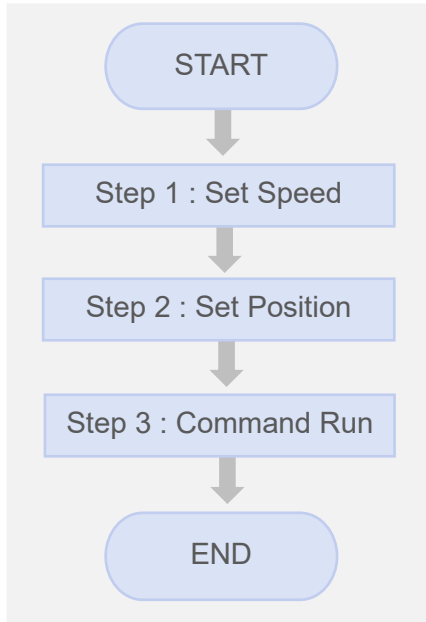 START
Step 1 : Set Speed
Step 2 : Set Position
Step 3 : Command Run
END